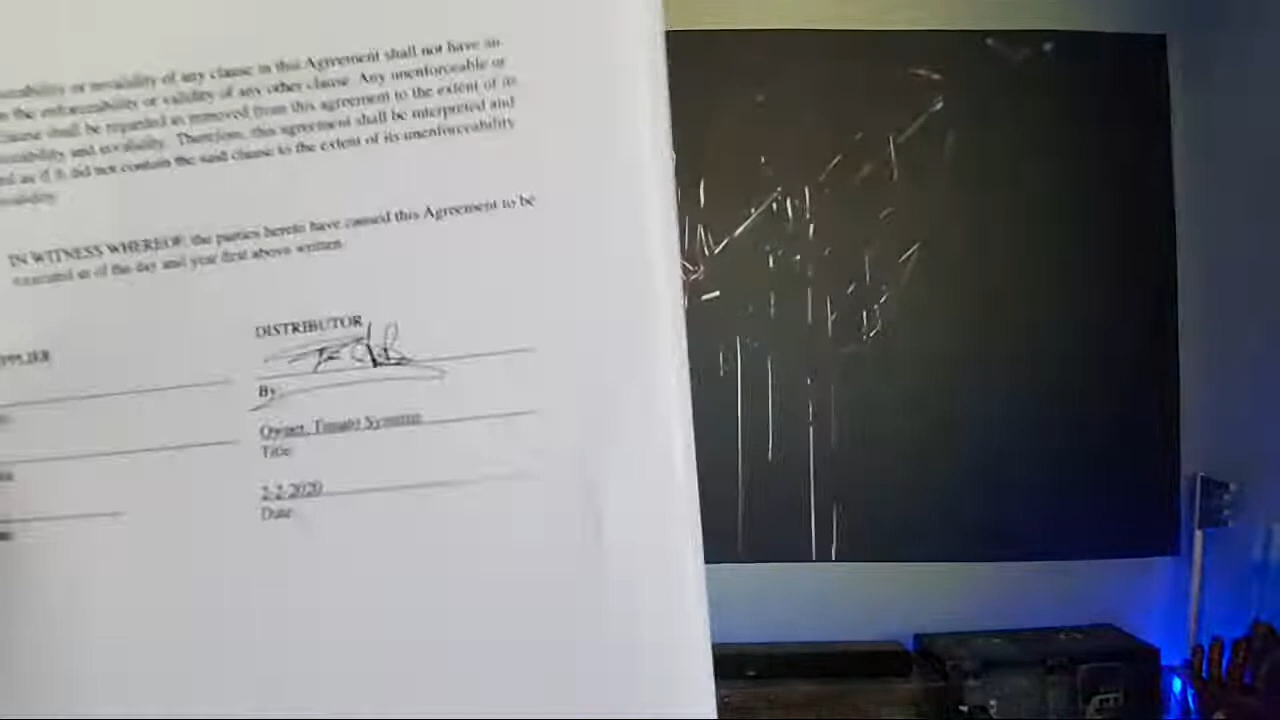 ability or invalidity of any clause in this Agreement shall not have an
the enforceability or validity of any other clause. Any unenforceable or
clause shall be regarded as removed from this agreement to the extent of its
and invalidity. Therefore, this agreement shall be interpreted and
as if it did not contain the said clause to the extent of its unenforceability
IN WITNESS WHEREOF, the parties hereto have caused this Agreement to be
executed as of the day and year first above written.
PPLIER
DISTRIBUTOR
By
Owner,
Title
2-2-2020
Date